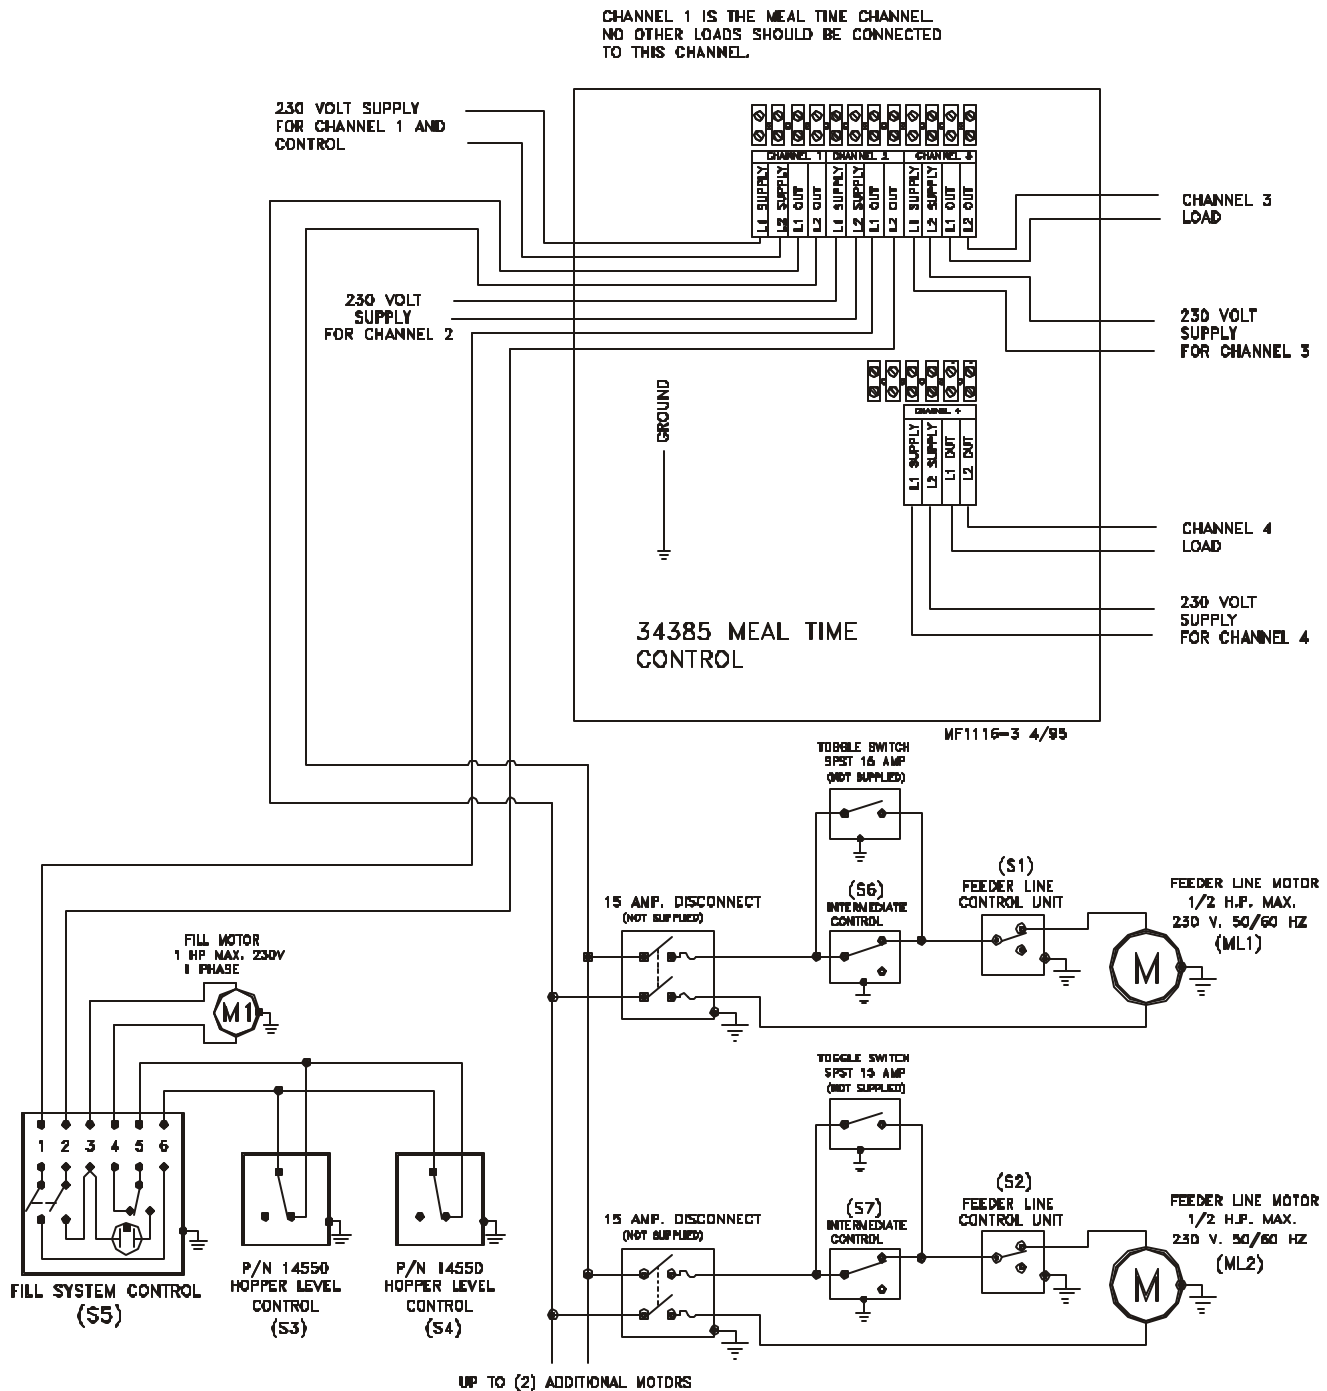 CHANNEL 1 IS THE MEAL TIME CHANNEL.
NO OTHER LOADS SHOULD BE CONNECTED
TO THIS CHANNEL.
230 VOLT SUPPLY
FOR CHANNEL 1 AND
CONTROL
CHANNEL 1
CHANNEL 2
CHANNEL 3
L1 SUPPLY
L2 SUPPLY
L1 OUT
L2 OUT
L1 SUPPLY
L2 SUPPLY
L1 OUT
L2 OUT
L1 SUPPLY
L2 SUPPLY
L1 OUT
L2 OUT
CHANNEL 3
LOAD
230 VOLT
SUPPLY
FOR CHANNEL 2
230 VOLT
SUPPLY
FOR CHANNEL 3
GROUND
CHANNEL 4
L1 SUPPLY
L2 SUPPLY
L1 OUT
L2 OUT
CHANNEL 4
LOAD
230 VOLT
SUPPLY
FOR CHANNEL 4
34385 MEAL TIME
CONTROL
MF1116-3 4/95
TOGGLE SWITCH
SPST 15 AMP
(NOT SUPPLIED)
(S6)
INTERMEDIATE
CONTROL
(S1)
FEEDER LINE
CONTROL UNIT
FEEDER LINE MOTOR
1/2 H.P. MAX.
230 V. 50/60 HZ
(ML1)
M
15 AMP. DISCONNECT
(NOT SUPPLIED)
FILL MOTOR
1 HP MAX. 230V
1 PHASE
M1
TOGGLE SWITCH
SPST 15 AMP
(NOT SUPPLIED)
1 2 3 4 5 6
(S7)
INTERMEDIATE
CONTROL
(S2)
FEEDER LINE
CONTROL UNIT
FEEDER LINE MOTOR
1/2 H.P. MAX.
230 V. 50/60 HZ
(ML2)
M
15 AMP. DISCONNECT
(NOT SUPPLIED)
FILL SYSTEM CONTROL
(S5)
P/N 14550
HOPPER LEVEL
CONTROL
(S3)
P/N 14550
HOPPER LEVEL
CONTROL
(S4)
UP TO (2) ADDITIONAL MOTORS